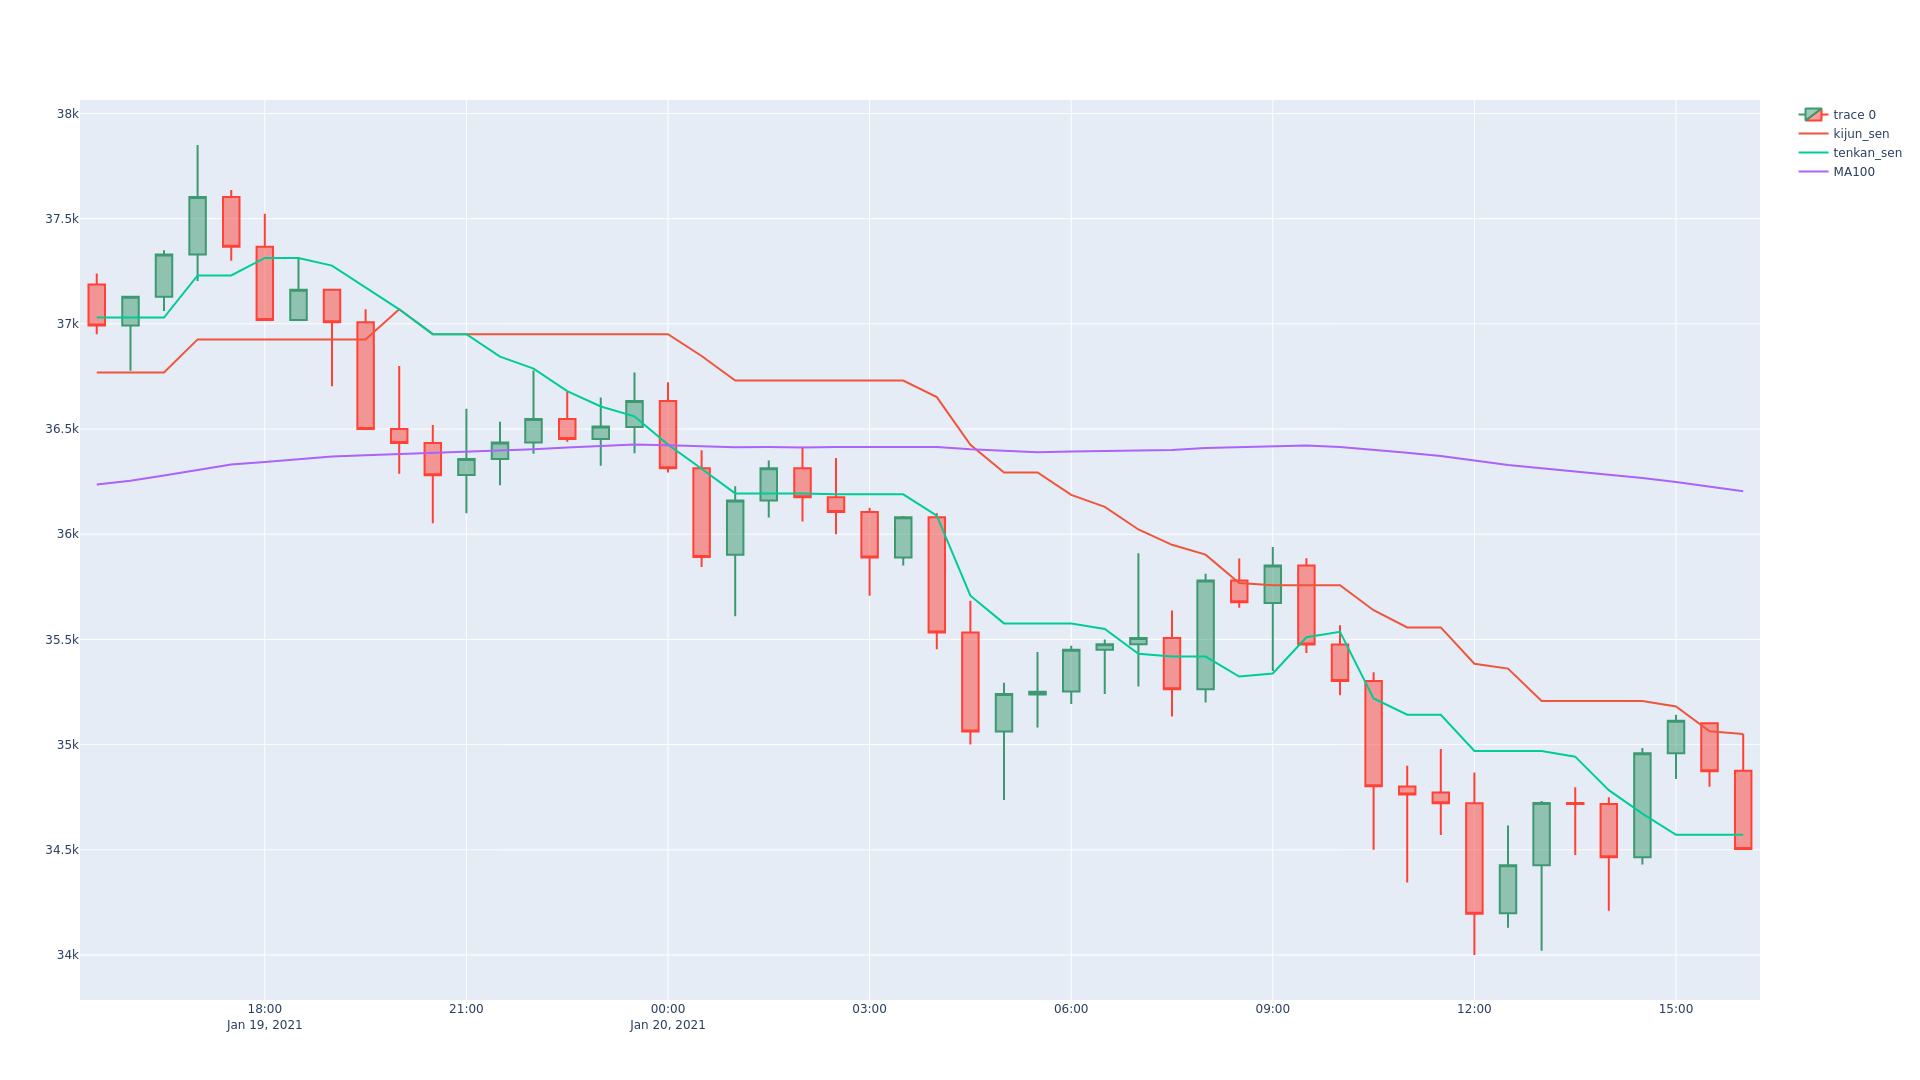 38k
37.5k
37k
36.5k
36k
35.5k
35k
34.5k
34k
18:00
Jan 19, 2021
21:00
00:00
Jan 20, 2021
03:00
06:00
09:00
12:00
15:00
trace 0
kijun_sen
tenkan_sen
MA100